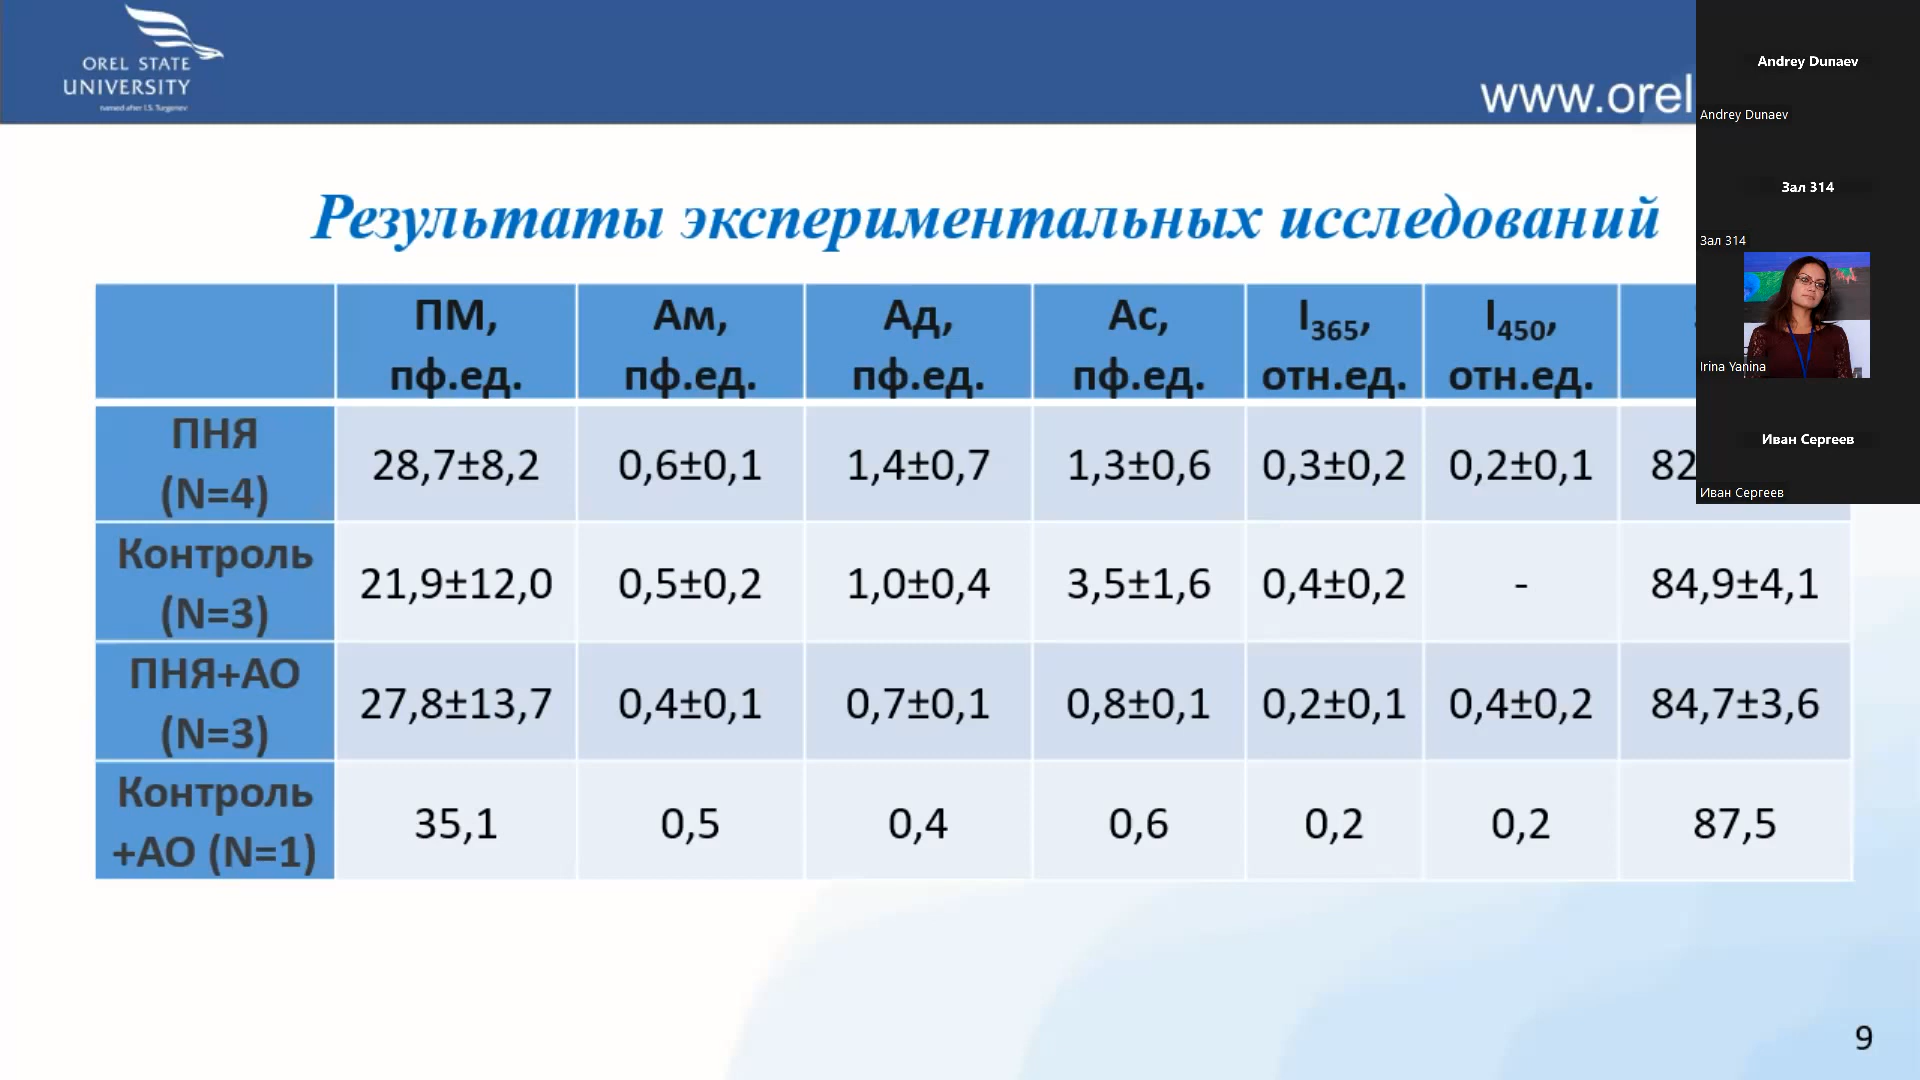 OREL STATE
UNIVERSITY
named after I.S. Turgenev
www.orel
Результаты экспериментальных исследований
ПМ, пф.ед. Ам, пф.ед. Ад, пф.ед. Ас, пф.ед. I365, отн.ед. I450, отн.ед.
ПНЯ (N=4) 28,7±8,2 0,6±0,1 1,4±0,7 1,3±0,6 0,3±0,2 0,2±0,1 82
Контроль (N=3) 21,9±12,0 0,5±0,2 1,0±0,4 3,5±1,6 0,4±0,2 - 84,9±4,1
ПНЯ+АО (N=3) 27,8±13,7 0,4±0,1 0,7±0,1 0,8±0,1 0,2±0,1 0,4±0,2 84,7±3,6
Контроль +АО (N=1) 35,1 0,5 0,4 0,6 0,2 0,2 87,5
9
Andrey Dunaev
Andrey Dunaev
Зал 314
Зал 314
Irina Yanina
Иван Сергеев
Иван Сергеев